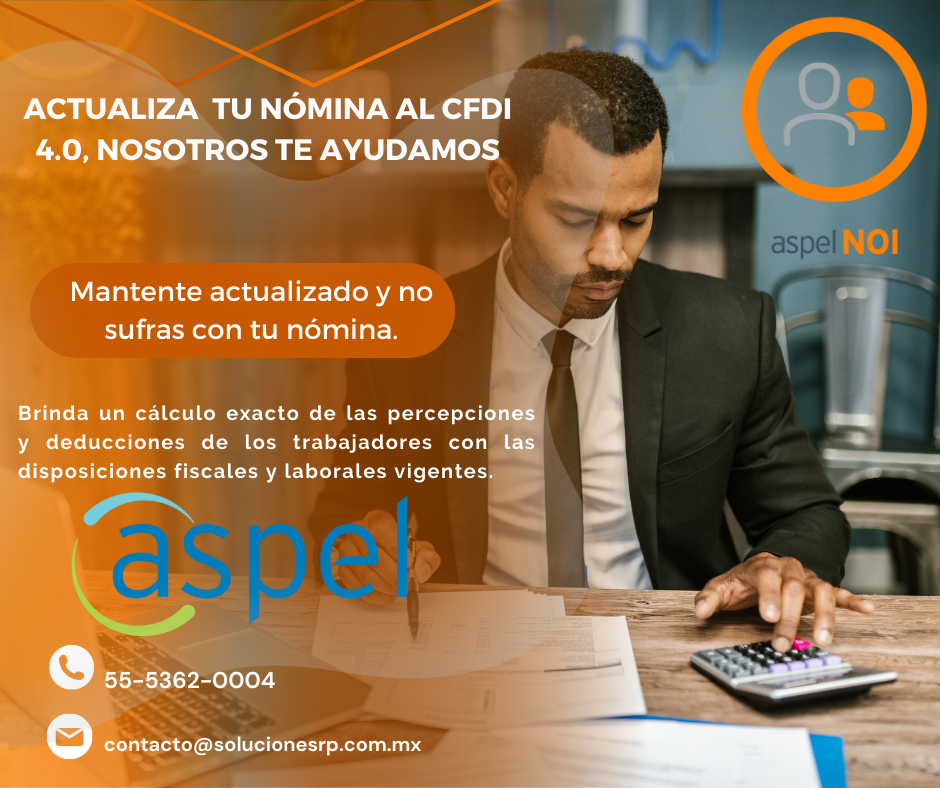 ACTUALIZA TU NÓMINA AL CFDI
4.0, NOSOTROS TE AYUDAMOS
aspel NOI
Mantente actualizado y no
sufras con tu nómina.
Brinda un cálculo exacto de las percepciones
y deducciones de los trabajadores con las
disposiciones fiscales y laborales vigentes.
aspel
55-5362-0004
contacto@solucionesrp.com.mx